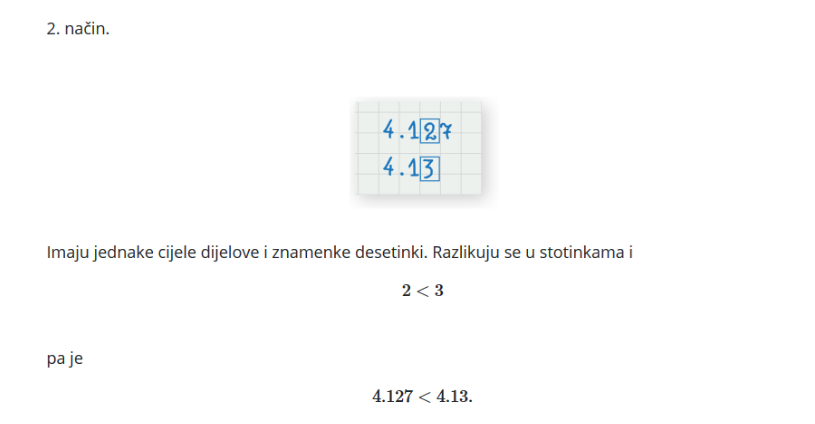 2. način.
4.127
4.13
Imaju jednake cijele dijelove i znamenke desetinki. Razlikuju se u stotinkama i
2 < 3
pa je
4.127 < 4.13.